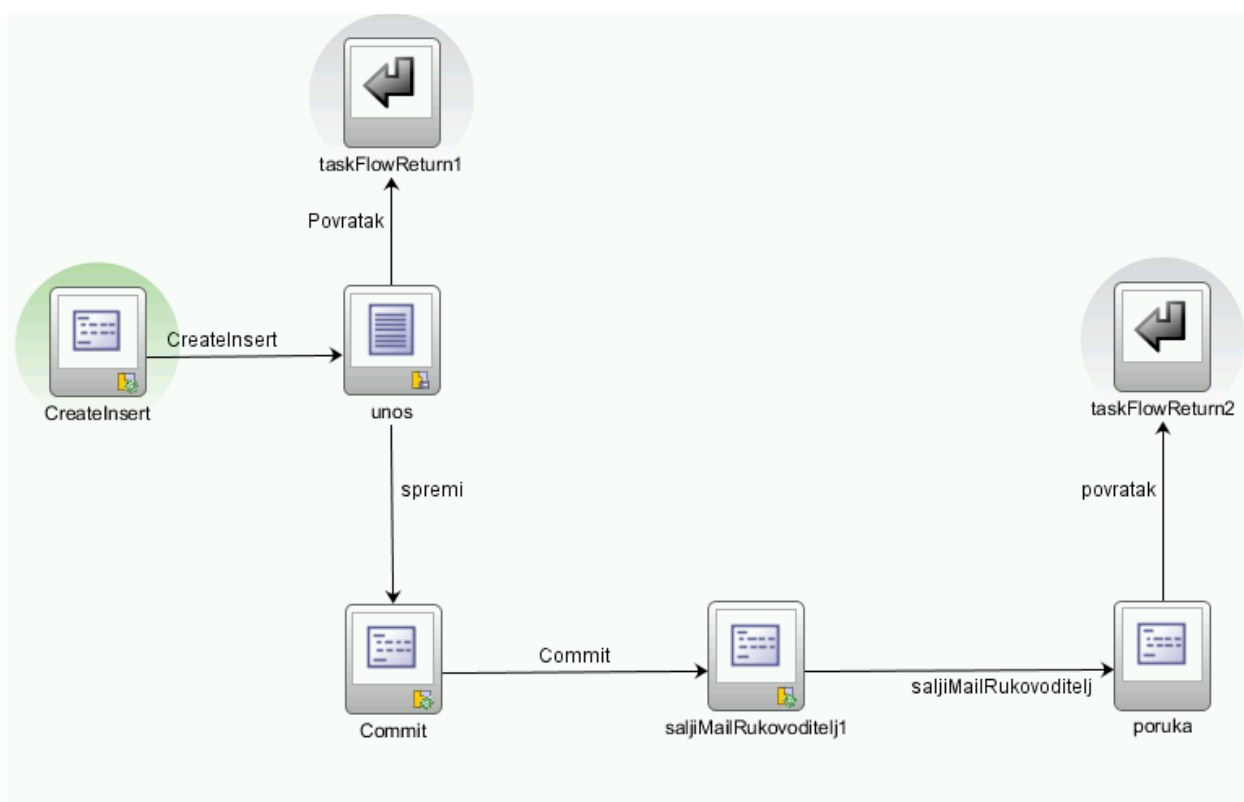 taskFlowReturn1
Povratak
CreateInsert
CreateInsert
unos
taskFlowReturn2
spremi
povratak
Commit
Commit
saljiMailRukovoditelj1
saljiMailRukovoditelj
poruka